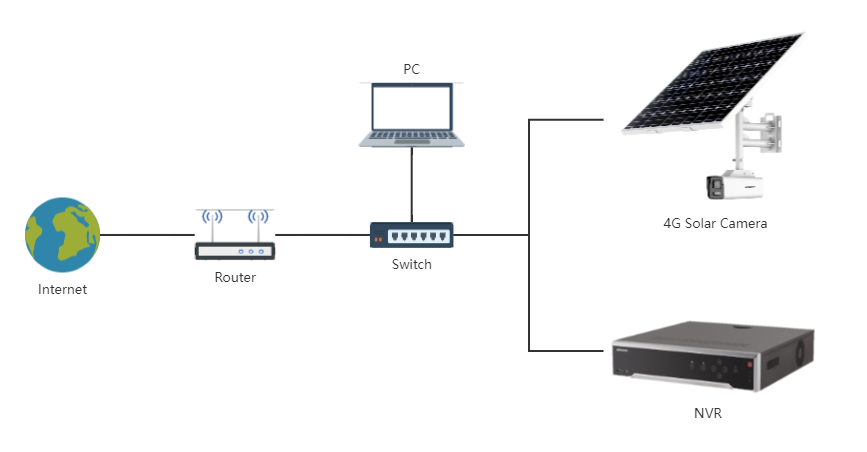 PC
4G Solar Camera
Switch
Router
Internet
NVR